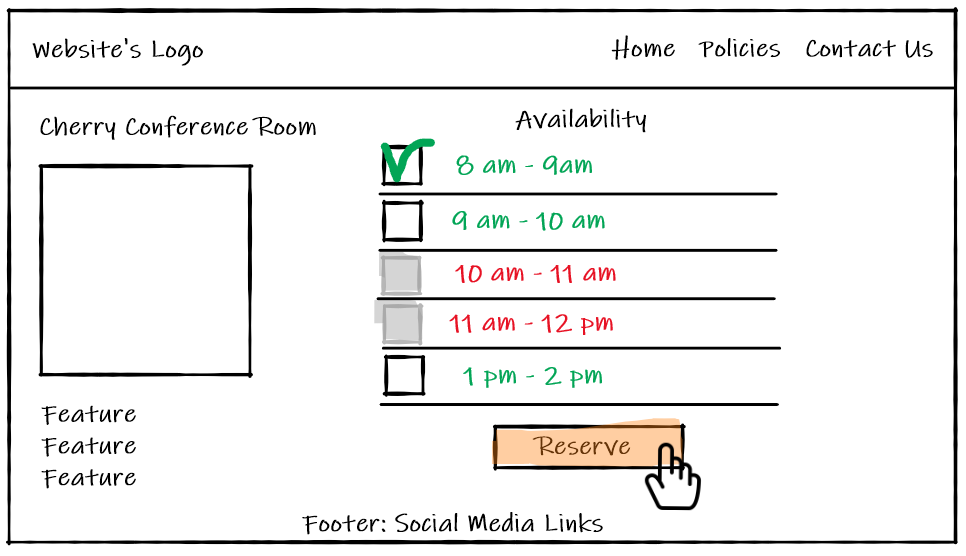 Website's Logo
Home Policies Contact Us
Cherry Conference Room
Availability
8 am - 9am
9 am - 10 am
10 am - 11 am
11 am - 12 pm
1 pm - 2 pm
Feature
Feature
Feature
Reserve
Footer: Social Media Links